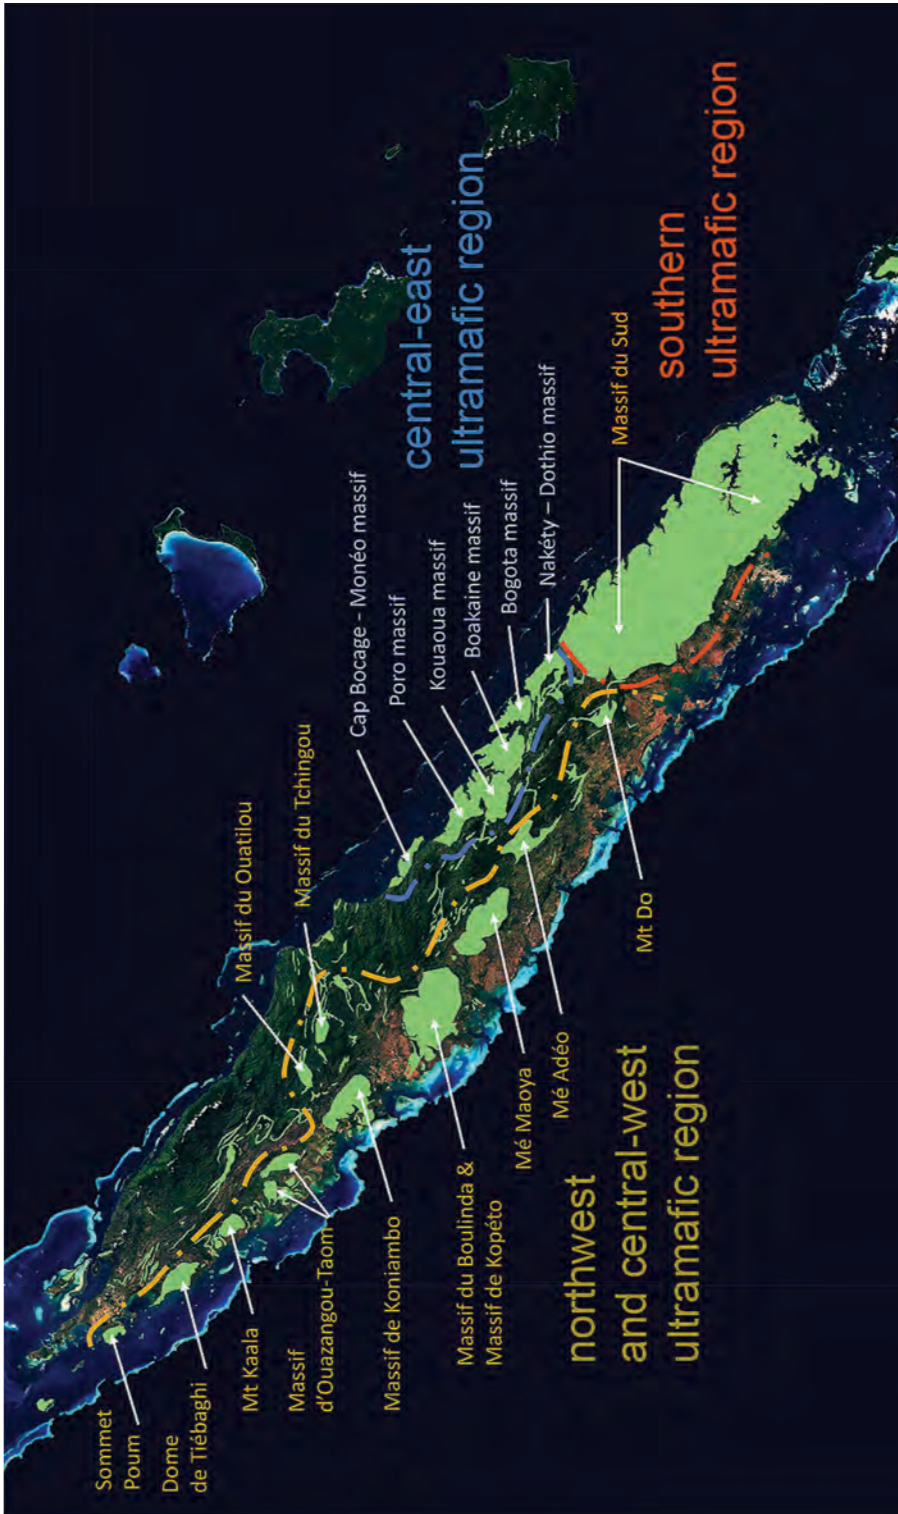 Sommet
Poum
Dome
de Tiébaghi
Mt Kaala
Massif
d'Ouazangou-Taom
Massif de Koniambo
Massif du Boulinda &
Massif de Kopéto
Mé Maoya
Mé Adéo
Mt Do
northwest
and central-west
ultramafic region
Massif du Ouatilou
Massif du Tchingou
Cap Bocage - Monéo massif
Poro massif
Kouaoua massif
Boakaine massif
Bogota massif
Nakéty – Dothio massif
central-east
ultramafic region
Massif du Sud
southern
ultramafic region